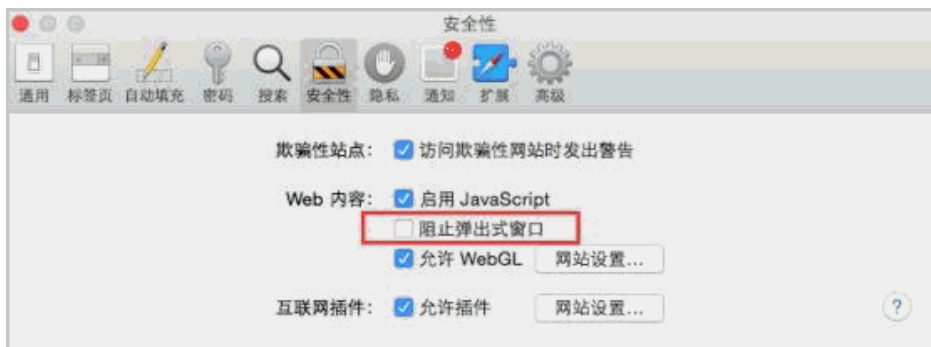 安全性
通用 标签页 自动填充 密码 搜索 安全性 隐私 通知 扩展 高级
欺骗性站点: 访问欺骗性网站时发出警告
Web 内容: 启用 JavaScript
阻止弹出式窗口
允许 WebGL 网站设置...
互联网插件: 允许插件 网站设置... ?